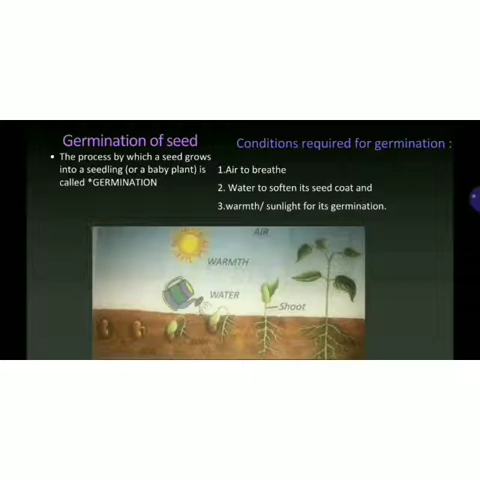 Germination of seed
• The process by which a seed grows
into a seedling (or a baby plant) is
called *GERMINATION
Conditions required for germination :
1.Air to breathe
2. Water to soften its seed coat and
3.warmth/ sunlight for its germination.
AIR
WARMTH
WATER
Shoot